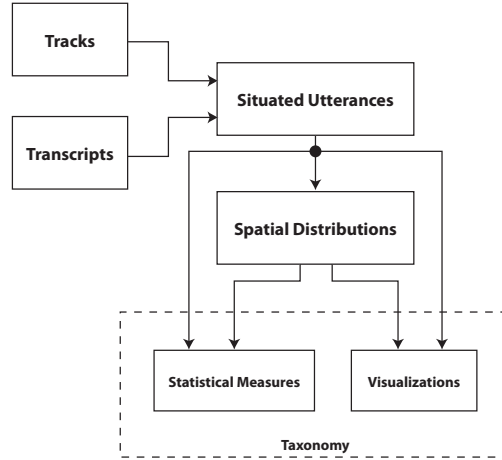 Tracks
Situated Utterances
Transcripts
Spatial Distributions
Statistical Measures
Visualizations
Taxonomy